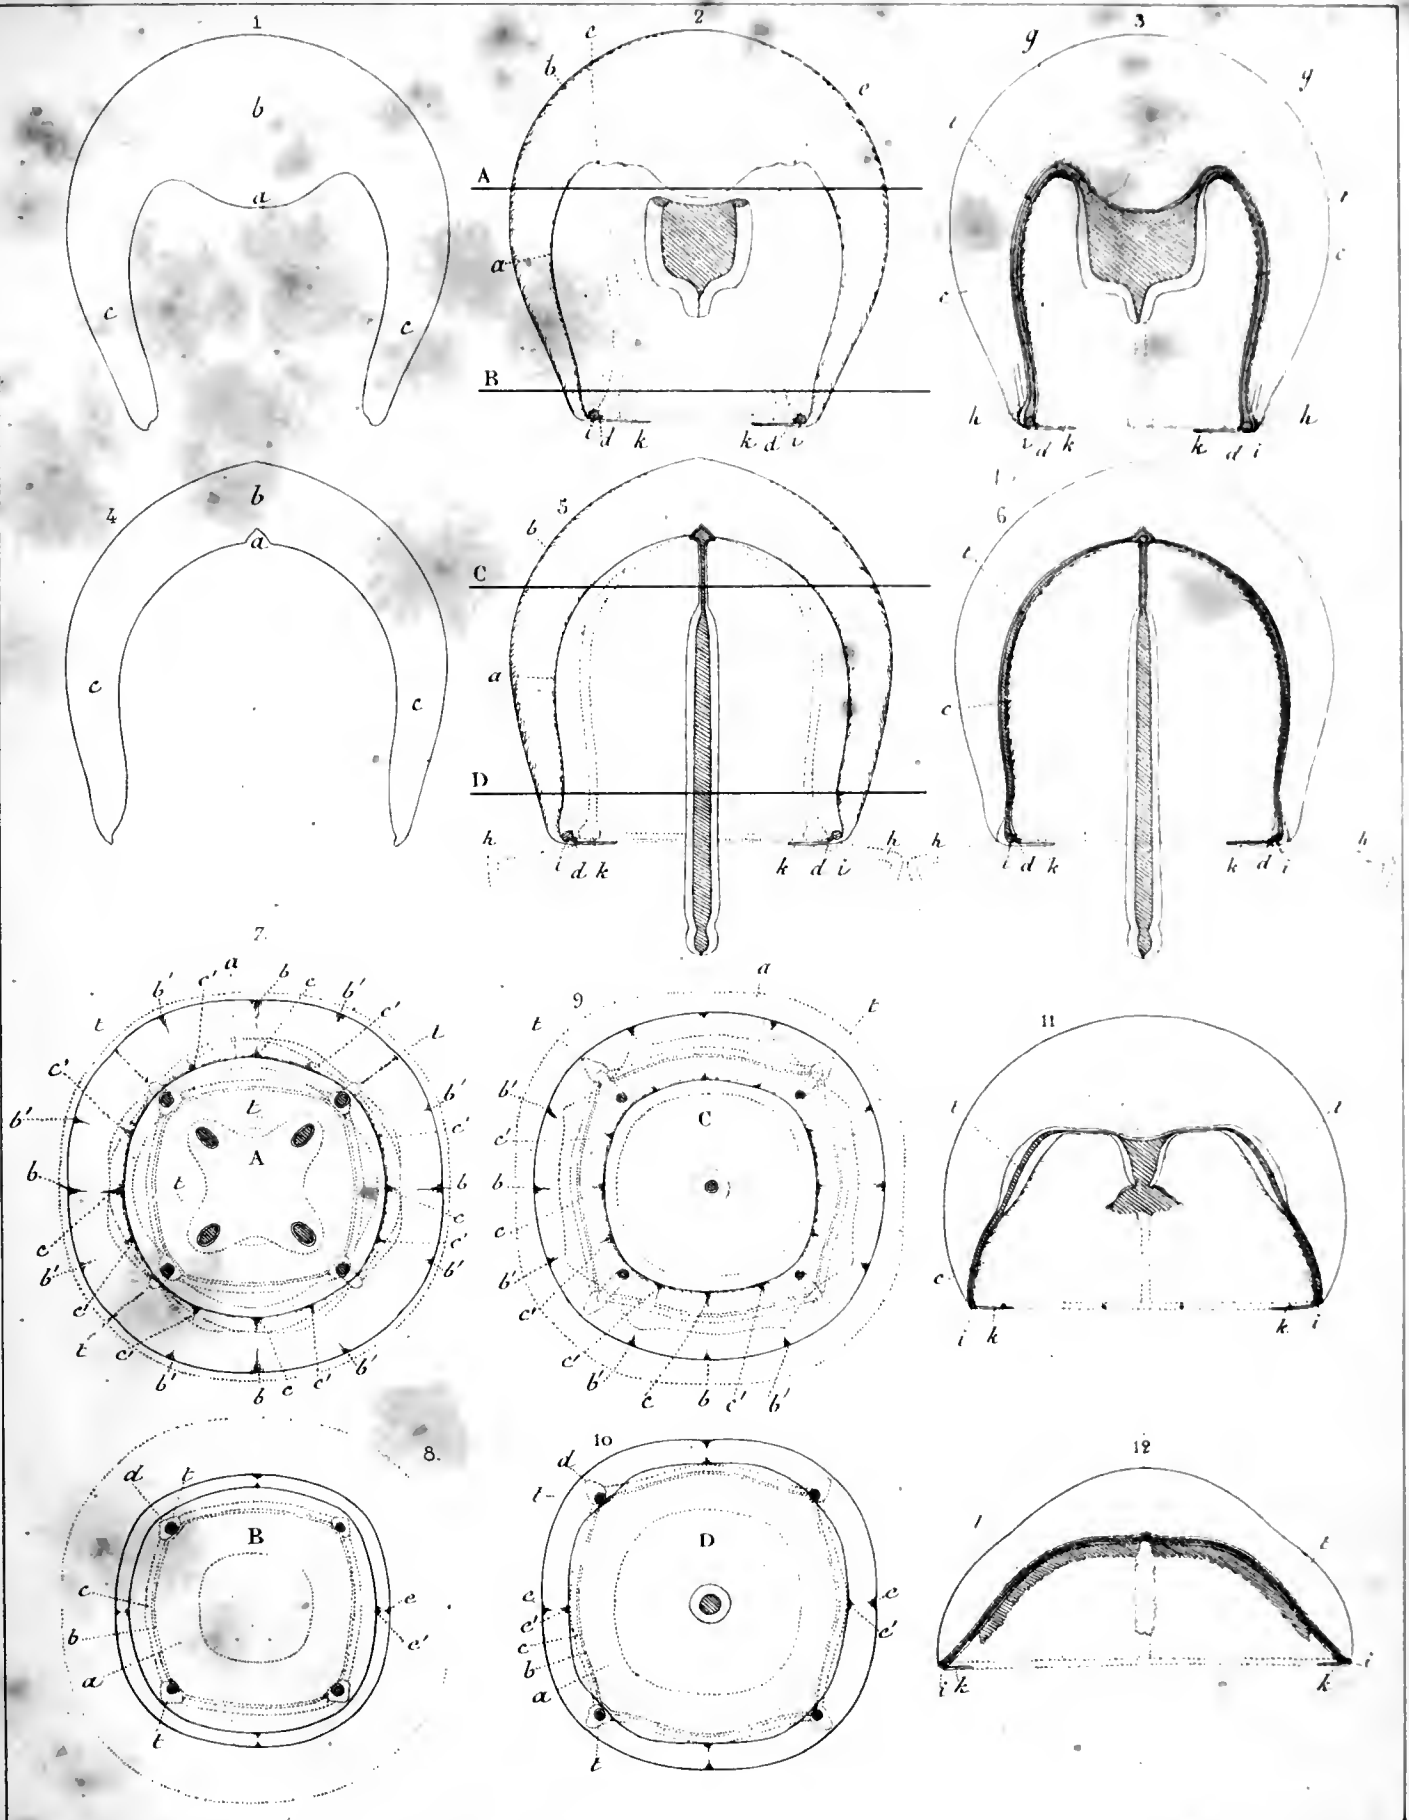 1
b
a
c c
2
c
b e
A
a
B
i d k k d i
3
g g
t
t
c
c
h h
i d k k d i
4
b
a
c c
5
b
C
a
D
h h
i d k k d i
6
t
c
h h
i d k k d i
7.
a
b' c' b c b'
t c' t
c' b'
b' t c'
A
b t b
c c
b' c'
c' b'
t c' c' b'
b' b c
9
a
t t
b'
c' C
b
c
b'
c'
c'
b' c b c' b'
11
t t
c
i k k i
8.
d t
B
c e
b c'
a
t
10
d
t
D
e e
c' c'
c
b
a
t
12
t t
i k k i